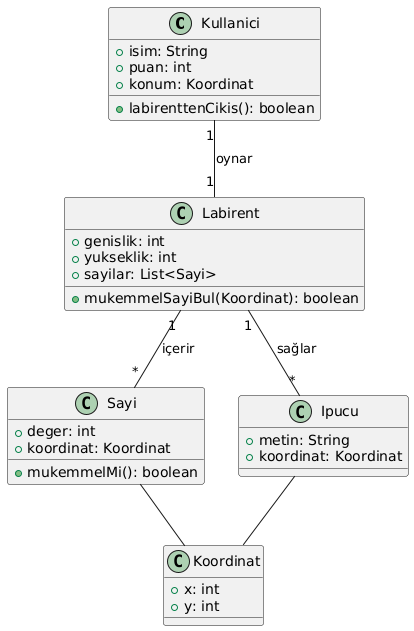 C Kullanici
isim: String
puan: int
konum: Koordinat
labirenttenCikis(): boolean
1
oynar
1
C Labirent
genislik: int
yukseklik: int
sayilar: List<Sayi>
mukemmelSayiBul(Koordinat): boolean
1 1
içerir sağlar
* *
C Sayi
deger: int
koordinat: Koordinat
mukemmelMi(): boolean
C Ipucu
metin: String
koordinat: Koordinat
C Koordinat
x: int
y: int